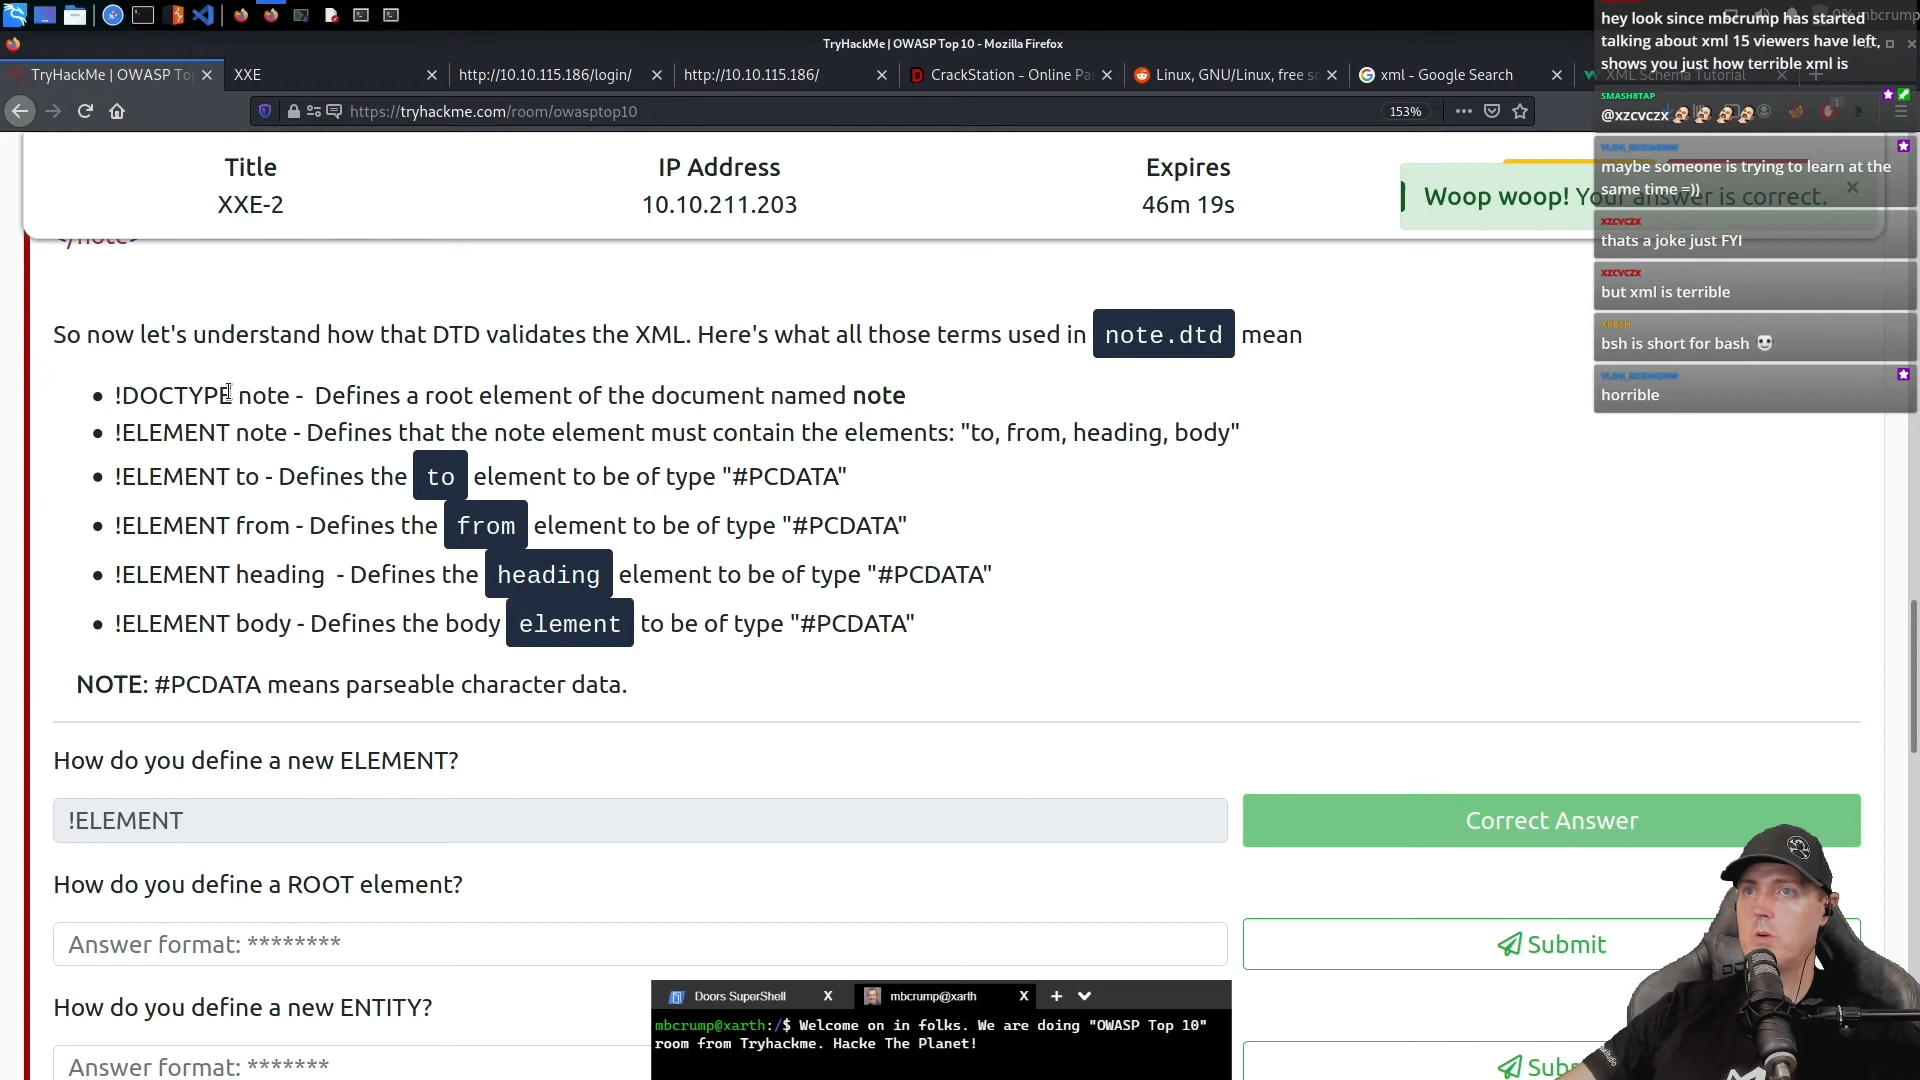 TryHackMe | OWASP Top 10 - Mozilla Firefox
TryHackMe | OWASP To
XXE
http://10.10.115.186/login/
http://10.10.115.186/
CrackStation - Online Pa
Linux, GNU/Linux, free so
xml - Google Search
XML Schema Tutorial
https://tryhackme.com/room/owasptop10
153%
Title
XXE-2
IP Address
10.10.211.203
Expires
46m 19s
Woop woop! Your answer is correct.
</note>
So now let's understand how that DTD validates the XML. Here's what all those terms used in note.dtd mean
!DOCTYPE note - Defines a root element of the document named note
!ELEMENT note - Defines that the note element must contain the elements: "to, from, heading, body"
!ELEMENT to - Defines the to element to be of type "#PCDATA"
!ELEMENT from - Defines the from element to be of type "#PCDATA"
!ELEMENT heading - Defines the heading element to be of type "#PCDATA"
!ELEMENT body - Defines the body element to be of type "#PCDATA"
NOTE: #PCDATA means parseable character data.
How do you define a new ELEMENT?
!ELEMENT
Correct Answer
How do you define a ROOT element?
Answer format: ********
Submit
How do you define a new ENTITY?
Answer format: *******
hey look since mbcrump has started
talking about xml 15 viewers have left,
shows you just how terrible xml is
SMASHBTAP
@xzcvczx
maybe someone is trying to learn at the
same time =))
XZCVCZX
thats a joke just FYI
XZCVCZX
but xml is terrible
XPBSH
bsh is short for bash
horrible
Doors SuperShell
mbcrump@xarth
mbcrump@xarth:/$ Welcome on in folks. We are doing "OWASP Top 10"
room from Tryhackme. Hacke The Planet!